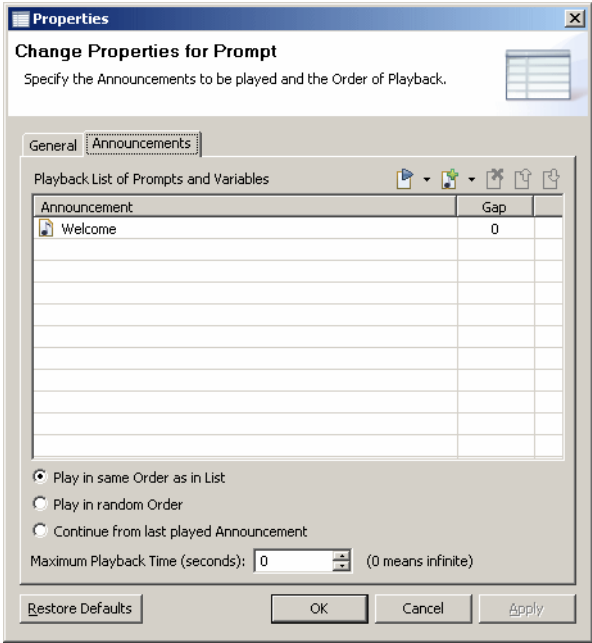 Properties
Change Properties for Prompt
Specify the Announcements to be played and the Order of Playback.
General Announcements
Playback List of Prompts and Variables
Announcement Gap
Welcome 0
Play in same Order as in List
Play in random Order
Continue from last played Announcement
Maximum Playback Time (seconds): 0 (0 means infinite)
Restore Defaults OK Cancel Apply